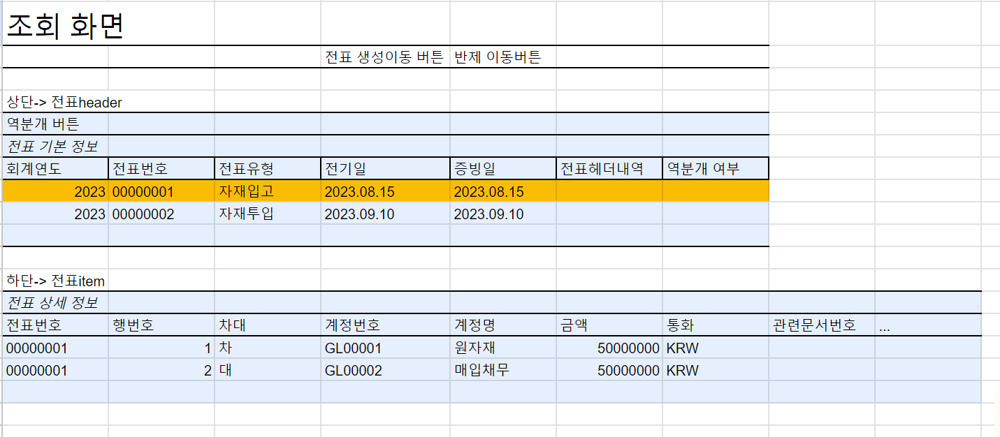 조회 화면
전표 생성이동 버튼 반제 이동버튼
상단-> 전표header
역분개 버튼
전표 기본 정보
회계연도 전표번호 전표유형 전기일 증빙일 전표헤더내역 역분개 여부
2023 00000001 자재입고 2023.08.15 2023.08.15
2023 00000002 자재투입 2023.09.10 2023.09.10
하단-> 전표item
전표 상세 정보
전표번호 행번호 차대 계정번호 계정명 금액 통화 관련문서번호 ...
00000001 1 차 GL00001 원자재 50000000 KRW
00000001 2 대 GL00002 매입채무 50000000 KRW